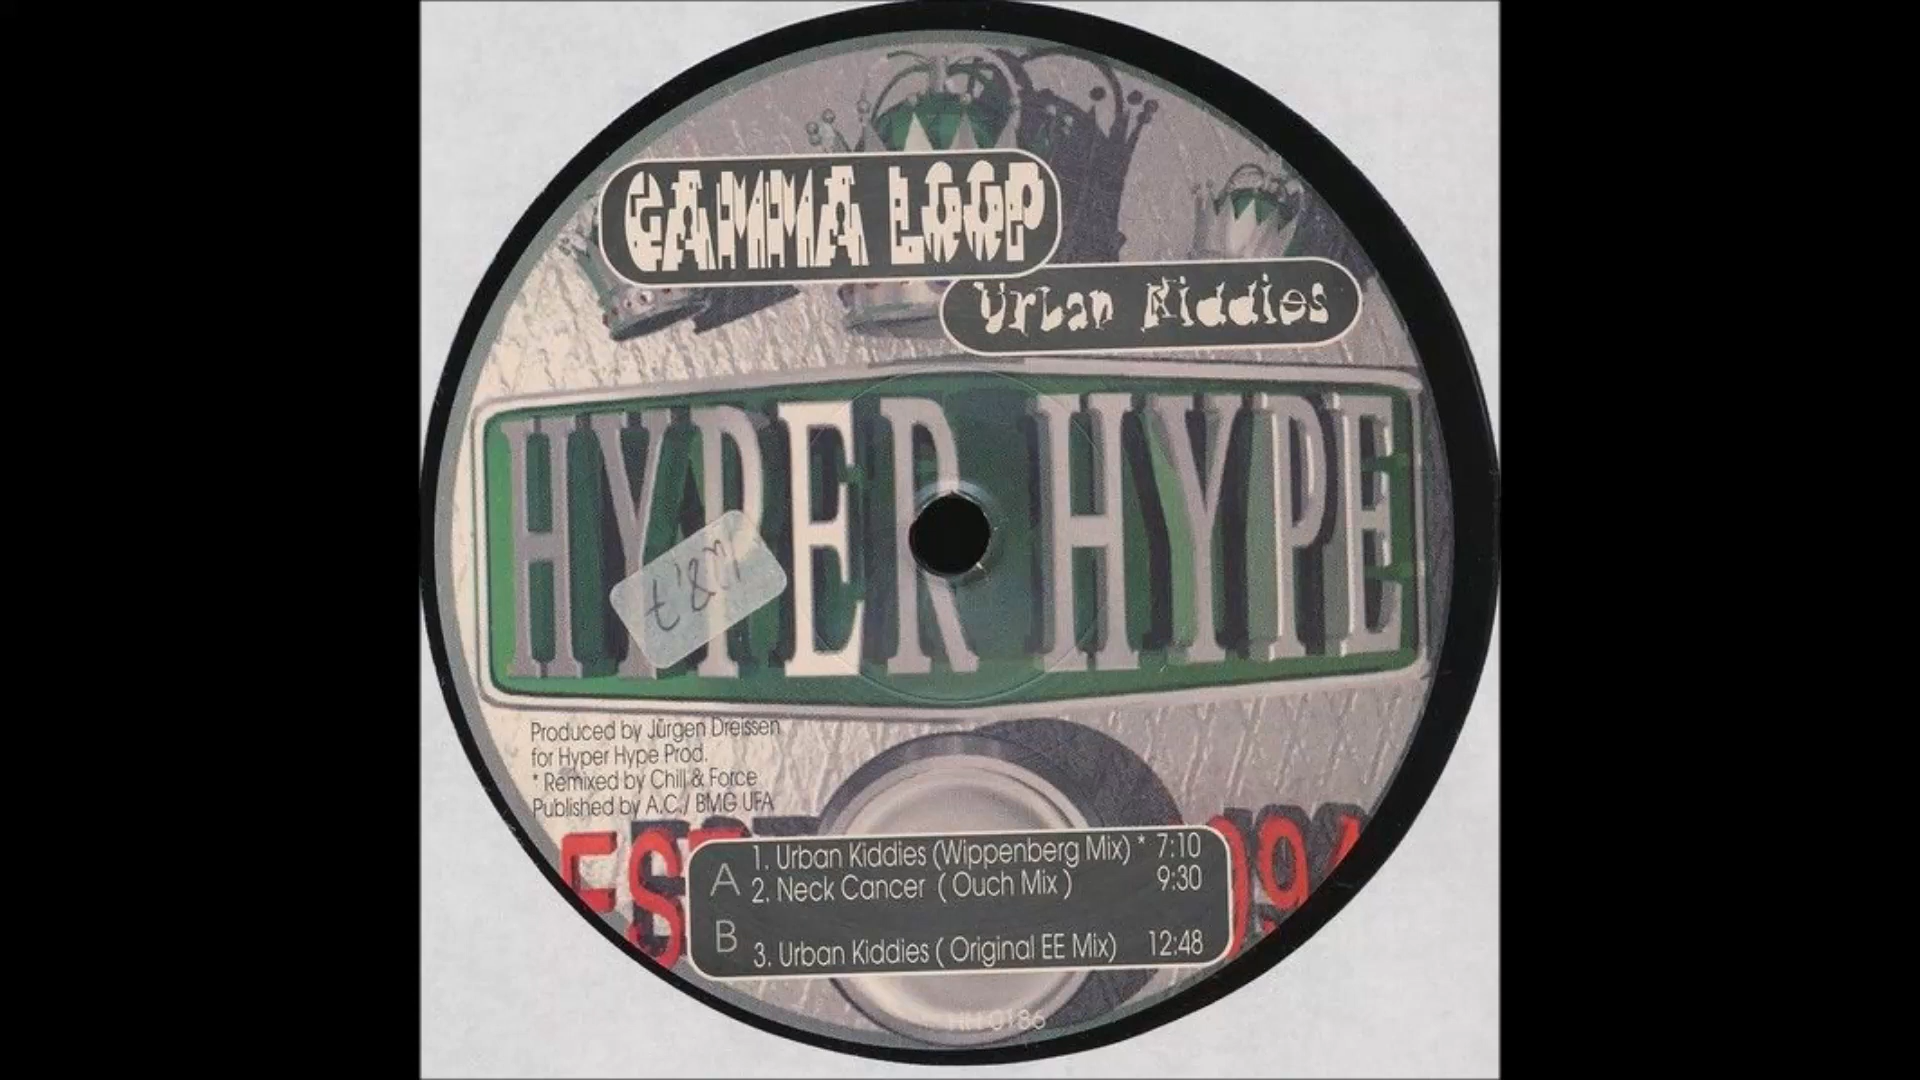 GAMMA LOOP
Urban Kiddies
HYPER HYPE
Produced by Jürgen Dreissen
for Hyper Hype Prod.
* Remixed by Chill & Force
Published by A.C./ BMG UFA
A
1. Urban Kiddies (Wippenberg Mix) * 7:10
2. Neck Cancer ( Ouch Mix ) 9:30
B
3. Urban Kiddies ( Original EE Mix) 12:48
HH 0186